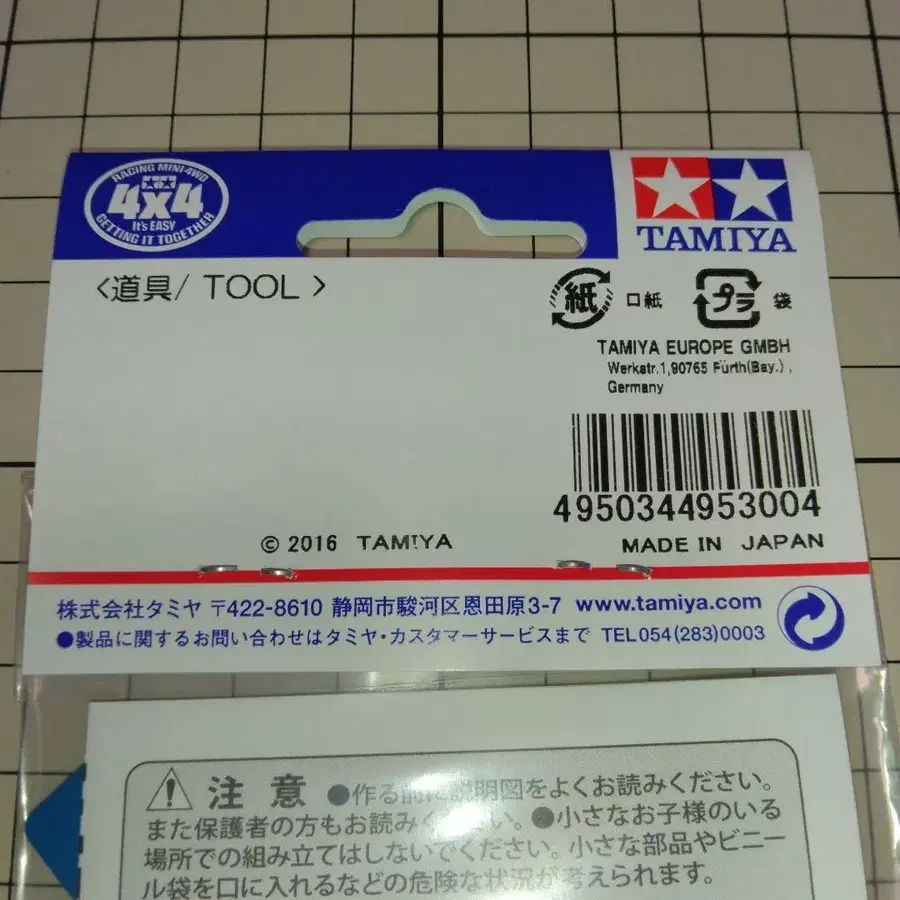 RACING MINI 4WD
4x4
It's EASY
GETTING IT TOGETHER
TAMIYA
<道具/ TOOL >
紙 口紙 プラ 袋
TAMIYA EUROPE GMBH
Werkstr.1,90765 Fürth(Bay.) ,
Germany
4950344953004
© 2016 TAMIYA
MADE IN JAPAN
株式会社タミヤ 〒422-8610 静岡市駿河区恩田原3-7 www.tamiya.com
●製品に関するお問い合わせはタミヤ・カスタマーサービスまで TEL054(283)0003
注意 ●作る前に説明図をよくお読みください。
また保護者の方もお読みください。●小さなお子様のいる
場所での組み立てはしないでください。小さな部品やビニー
ル袋を口に入れるなどの危険な状況が考えられます。